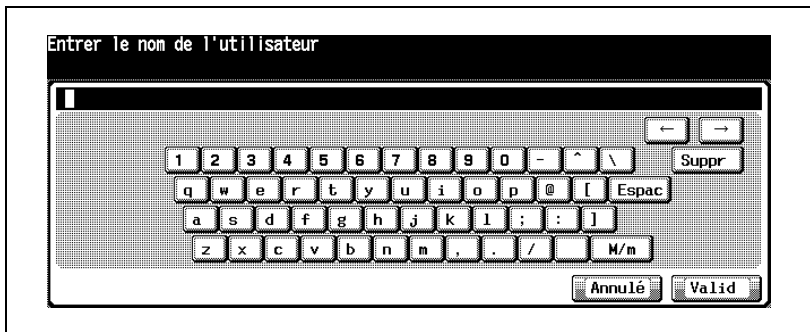 Entrer le nom de l'utilisateur
← →
1 2 3 4 5 6 7 8 9 0 - ^ \ Suppr
q w e r t y u i o p @ [ Espac
a s d f g h j k l ; : ]
z x c v b n m , . / M/m
Annulé Valid